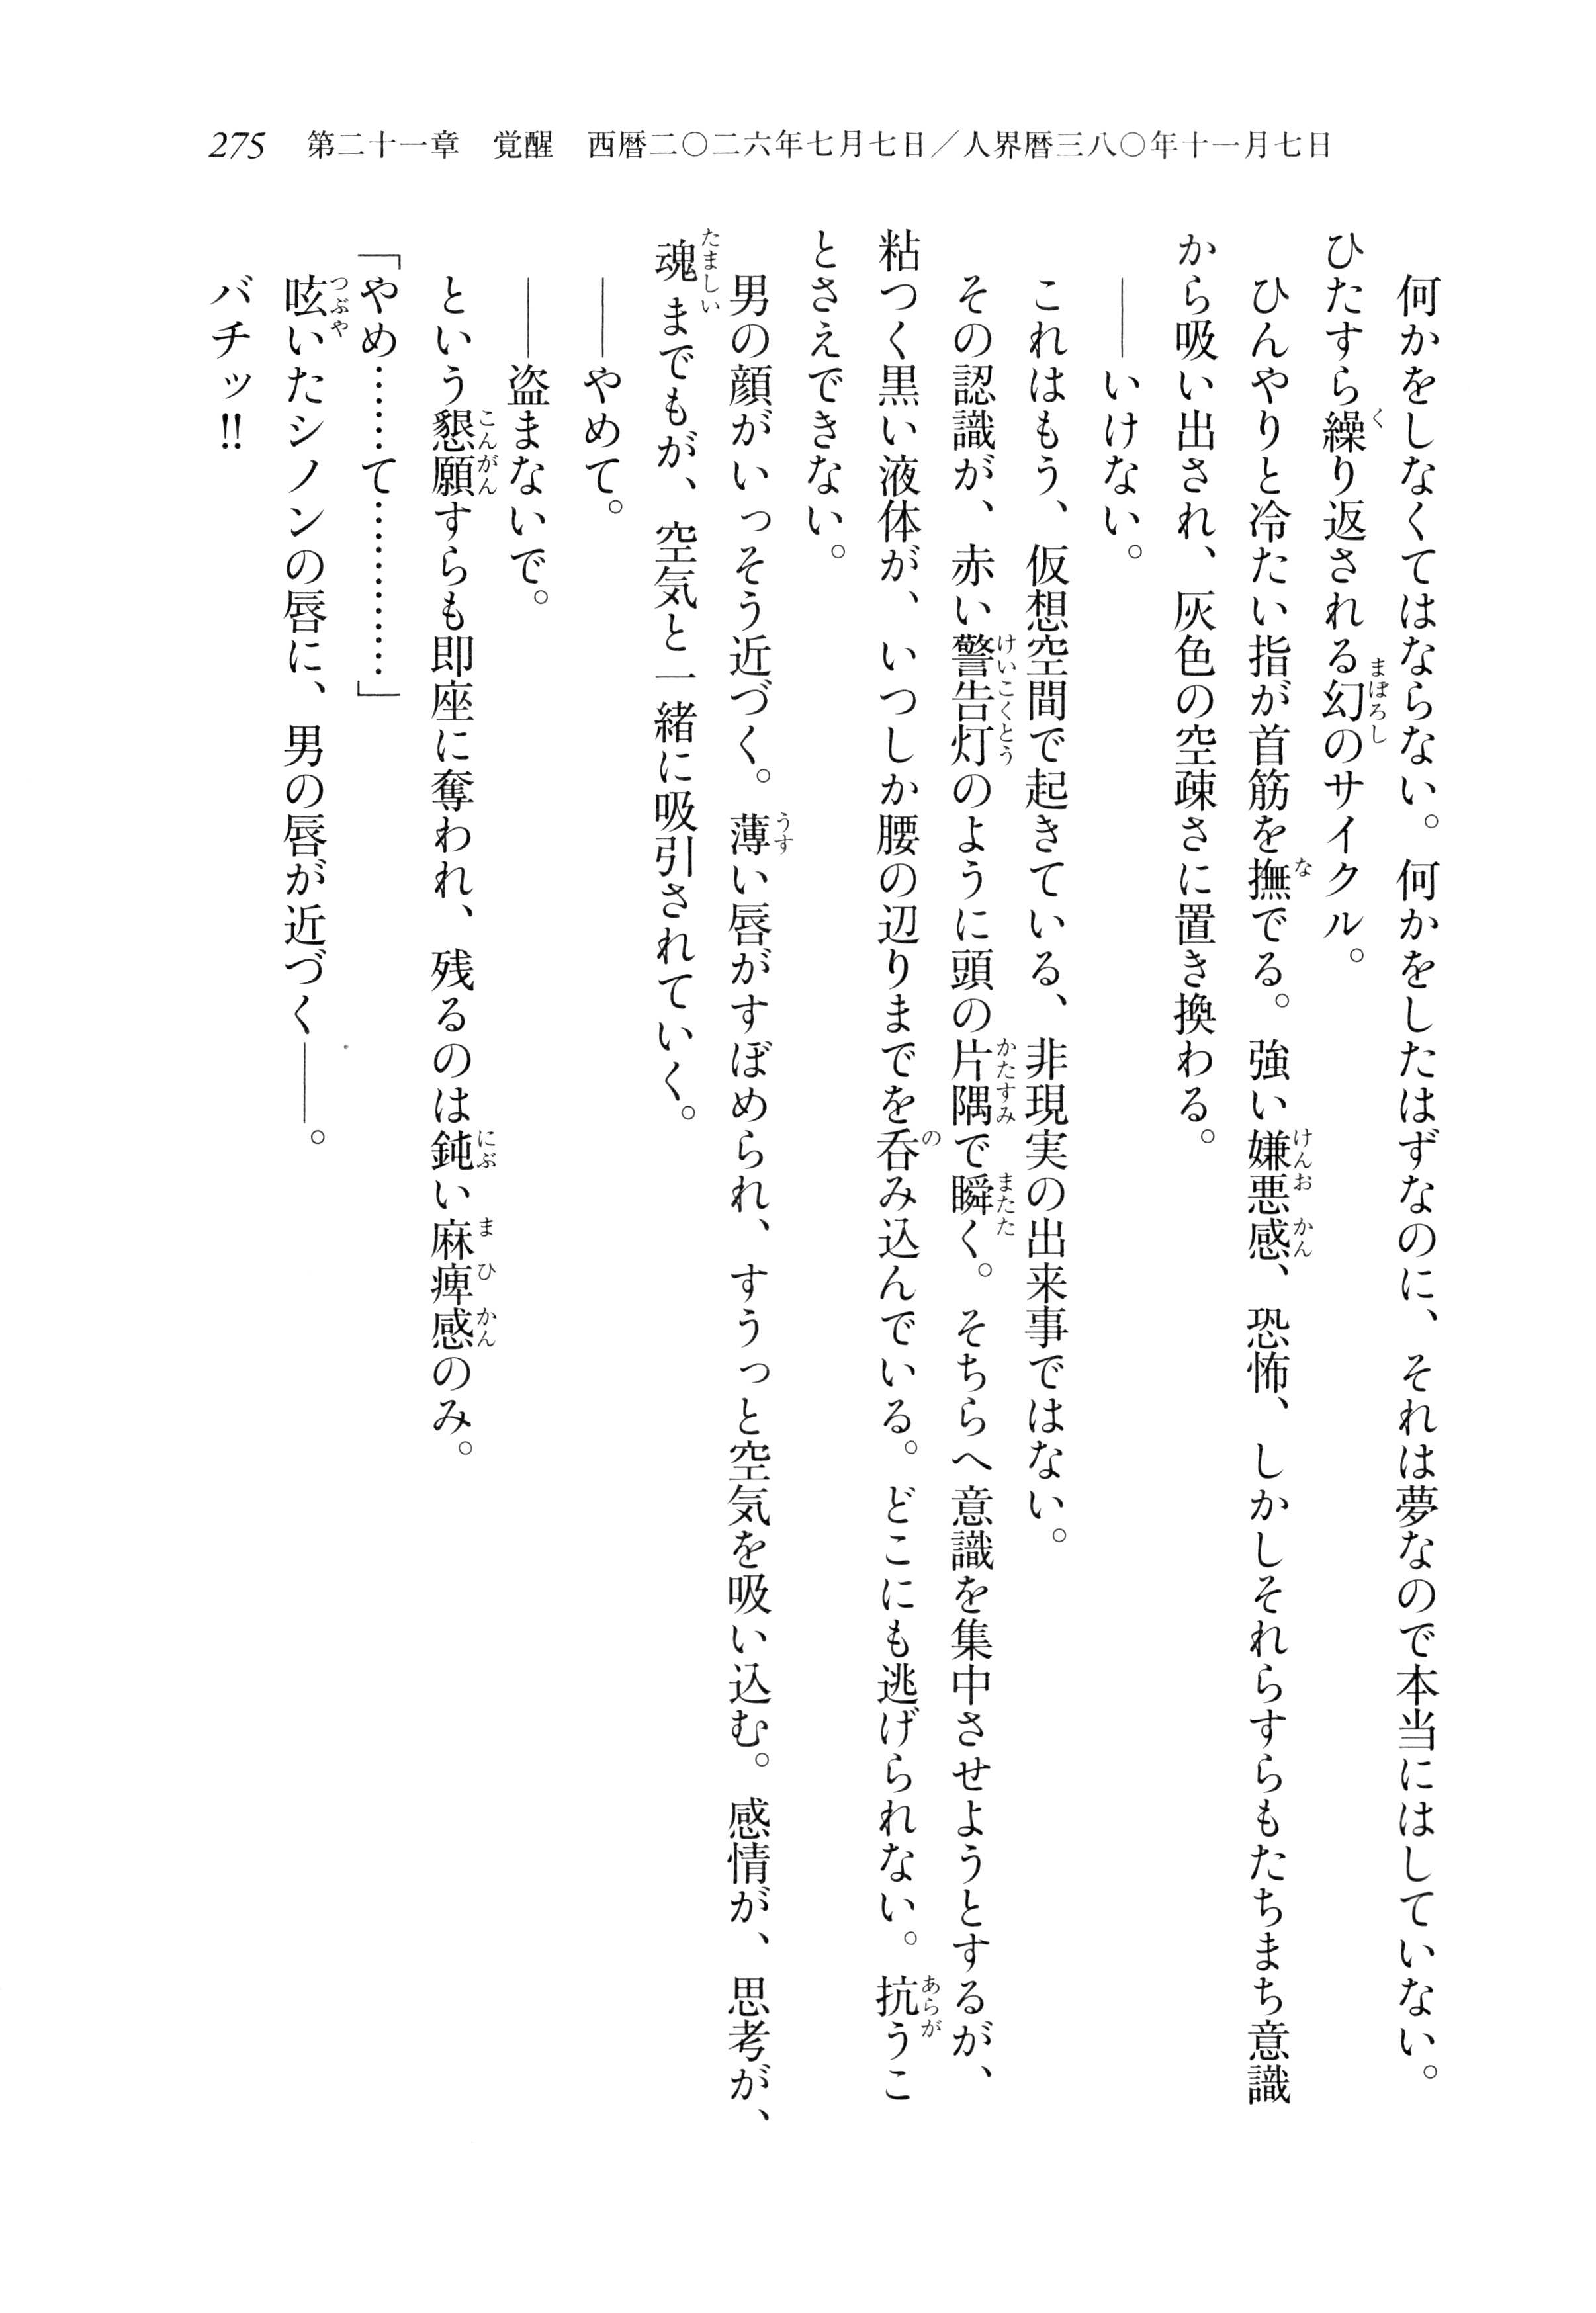 275　第二十一章　覚醒　西暦二〇二六年七月七日／人界暦三八〇年十一月七日
何かをしなくてはならない。何かをしたはずなのに、それは夢なので本当にはしていない。
ひたすら繰り返される幻のサイクル。
ひんやりと冷たい指が首筋を撫でる。強い嫌悪感、恐怖、しかしそれらすらもたちまち意識
から吸い出され、灰色の空疎さに置き換わる。
――いけない。
これはもう、仮想空間で起きている、非現実の出来事ではない。
その認識が、赤い警告灯のように頭の片隅で瞬く。そちらへ意識を集中させようとするが、
粘つく黒い液体が、いつしか腰の辺りまでを呑み込んでいる。どこにも逃げられない。抗うこ
とさえできない。
男の顔がいっそう近づく。薄い唇がすぼめられ、すうっと空気を吸い込む。感情が、思考が、
魂までもが、空気と一緒に吸引されていく。
――やめて。
――盗まないで。
という懇願すらも即座に奪われ、残るのは鈍い麻痺感のみ。
「やめ……て…………」
呟いたシノンの唇に、男の唇が近づく――。
バチッ!!